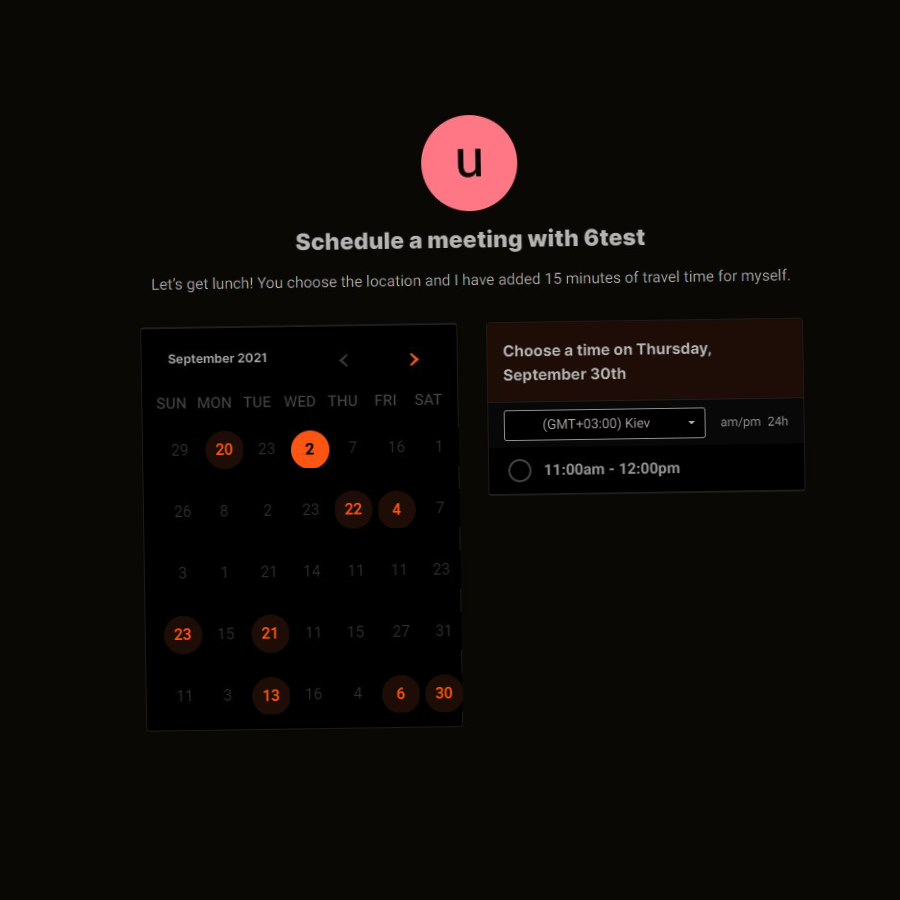 u
Schedule a meeting with 6test
Let's get lunch! You choose the location and I have added 15 minutes of travel time for myself.
September 2021
SUN MON TUE WED THU FRI SAT
29 20 23 2 7 16 1
26 8 2 23 22 4 7
3 1 21 14 11 11 23
23 15 21 11 15 27 31
11 3 13 16 4 6 30
Choose a time on Thursday,
September 30th
(GMT+03:00) Kiev am/pm 24h
11:00am - 12:00pm